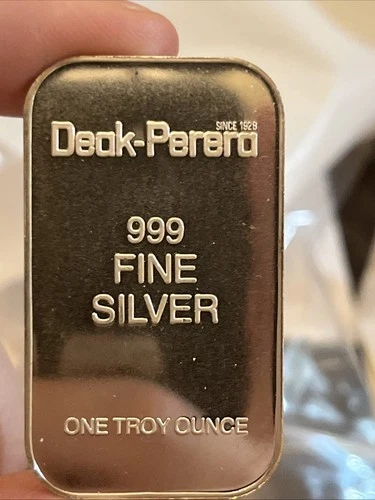 SINCE 1928
Deak-Perera
999
FINE
SILVER
ONE TROY OUNCE